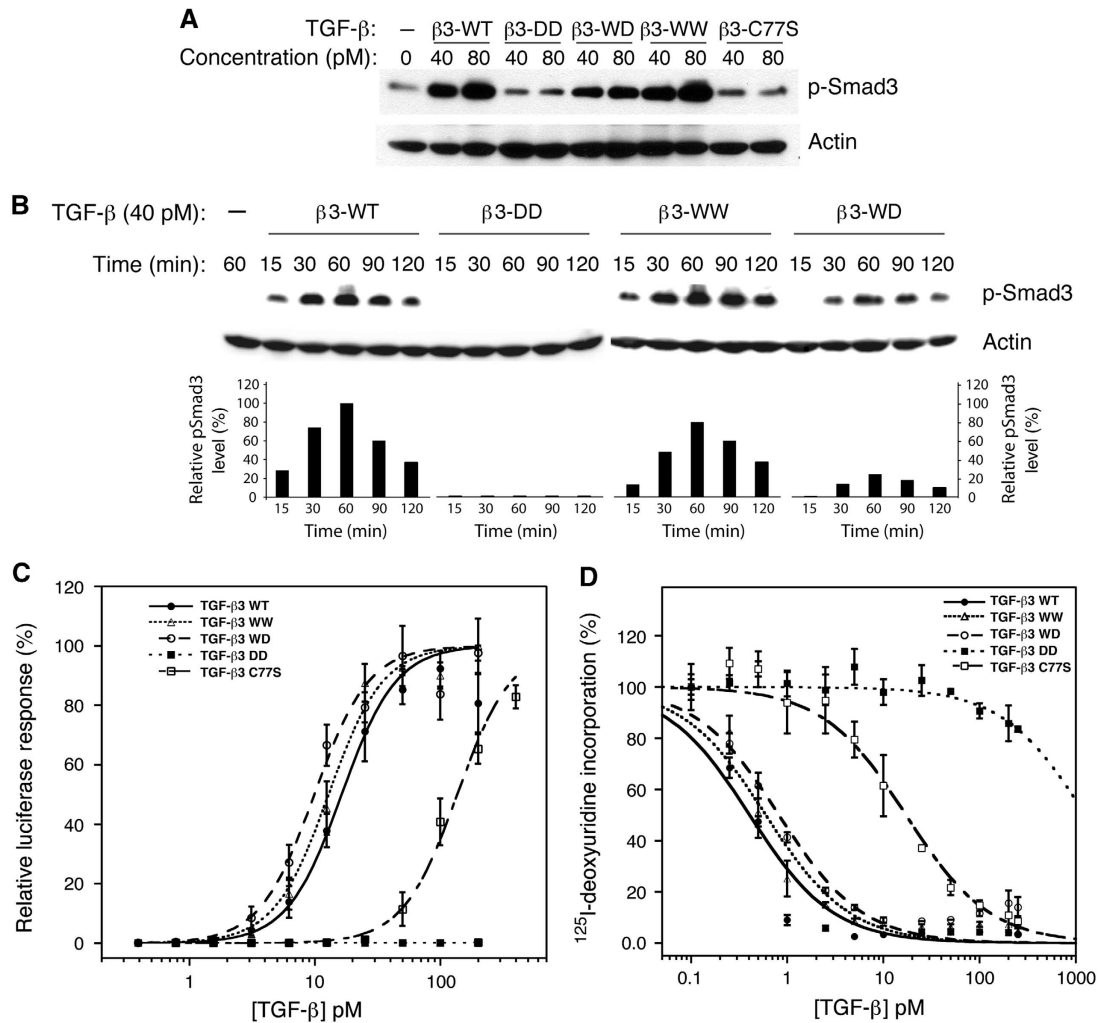 A
TGF-β: – β3-WT β3-DD β3-WD β3-WW β3-C77S
Concentration (pM): 0 40 80 40 80 40 80 40 80 40 80
p-Smad3
Actin
B
TGF-β (40 pM): – β3-WT β3-DD β3-WW β3-WD
Time (min): 60 15 30 60 90 120 15 30 60 90 120 15 30 60 90 120 15 30 60 90 120
p-Smad3
Actin
Relative pSmad3
level (%)
120
100
80
60
40
20
0
15 30 60 90 120 15 30 60 90 120 15 30 60 90 120 15 30 60 90 120
Time (min) Time (min) Time (min) Time (min)
120
100
80
60
40
20
0
Relative pSmad3
level (%)
C
Relative luciferase response (%)
120
100
80
60
40
20
0
TGF-β3 WT
TGF-β3 WW
TGF-β3 WD
TGF-β3 DD
TGF-β3 C77S
1 10 100
[TGF-β] pM
D
125I-deoxyuridine incorporation (%)
120
100
80
60
40
20
0.0
TGF-β3 WT
TGF-β3 WW
TGF-β3 WD
TGF-β3 DD
TGF-β3 C77S
0.1 1 10 100 1000
[TGF-β] pM